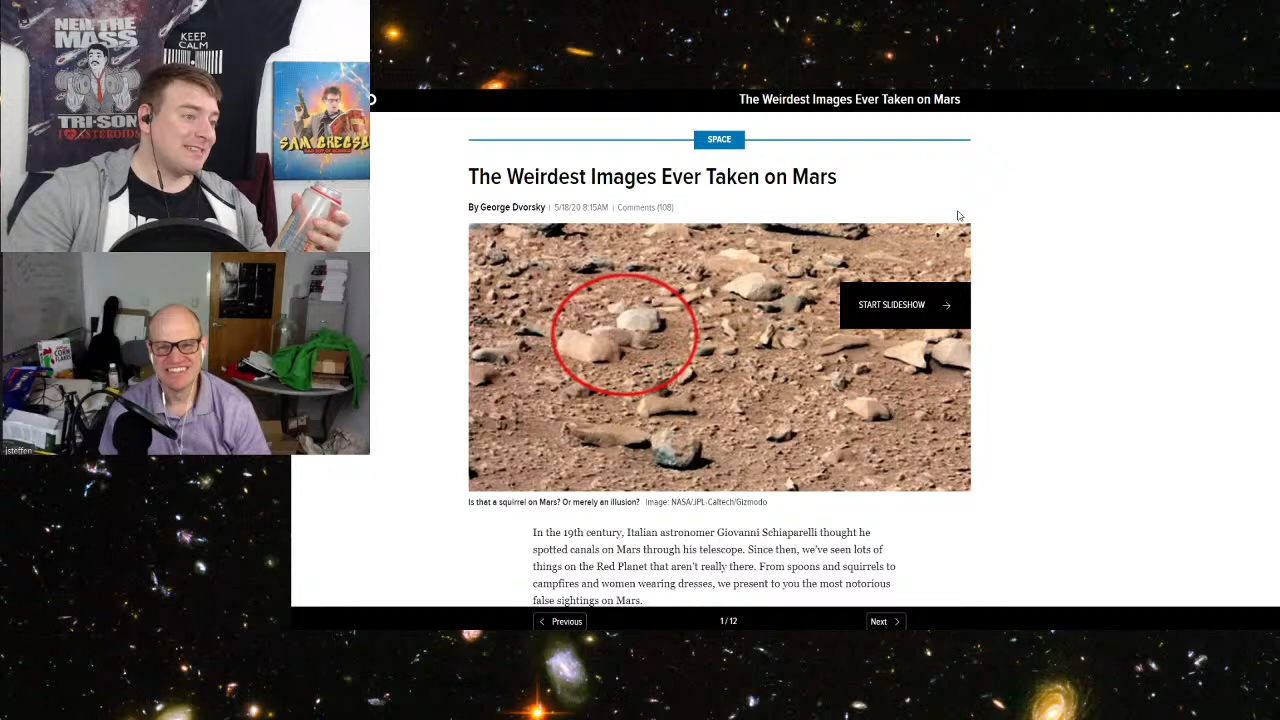 NEIL THE
MASS
TRI-SON
I ❤ ASTEROIDS
KEEP
CALM
SAM GREGSON
CORN
FLAKES
jsteffen
The Weirdest Images Ever Taken on Mars
SPACE
The Weirdest Images Ever Taken on Mars
By George Dvorsky | 5/18/20 8:15AM | Comments (108)
START SLIDESHOW →
Is that a squirrel on Mars? Or merely an illusion? Image: NASA/JPL-Caltech/Gizmodo
In the 19th century, Italian astronomer Giovanni Schiaparelli thought he
spotted canals on Mars through his telescope. Since then, we've seen lots of
things on the Red Planet that aren't really there. From spoons and squirrels to
campfires and women wearing dresses, we present to you the most notorious
false sightings on Mars.
< Previous
1 / 12
Next >